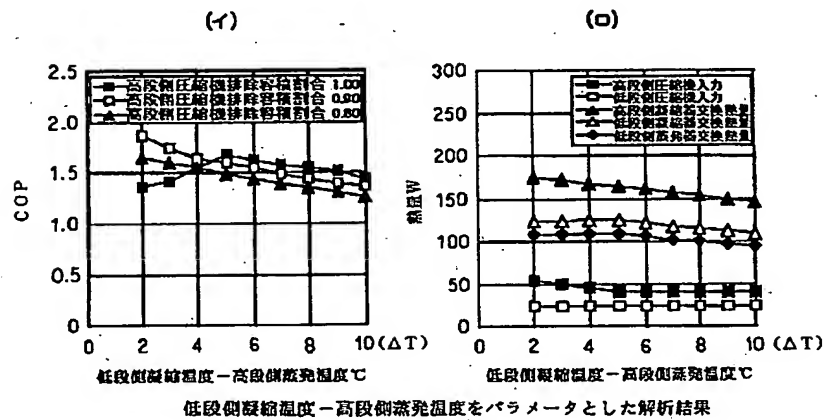 (イ)
2.5
2.0
1.5
1.0
0.5
0
COP
高段側圧縮機排除容積割合 1.00
高段側圧縮機排除容積割合 0.90
高段側圧縮機排除容積割合 0.80
0 2 4 6 8 10(ΔT)
低段側凝縮温度－高段側蒸発温度℃
(ロ)
300
250
200
150
100
50
0
熱量W
高段側圧縮機入力
低段側圧縮機入力
高段側凝縮器交換熱量
低段側凝縮器交換熱量
低段側蒸発器交換熱量
0 2 4 6 8 10(ΔT)
低段側凝縮温度－高段側蒸発温度℃
低段側凝縮温度－高段側蒸発温度をパラメータとした解析結果